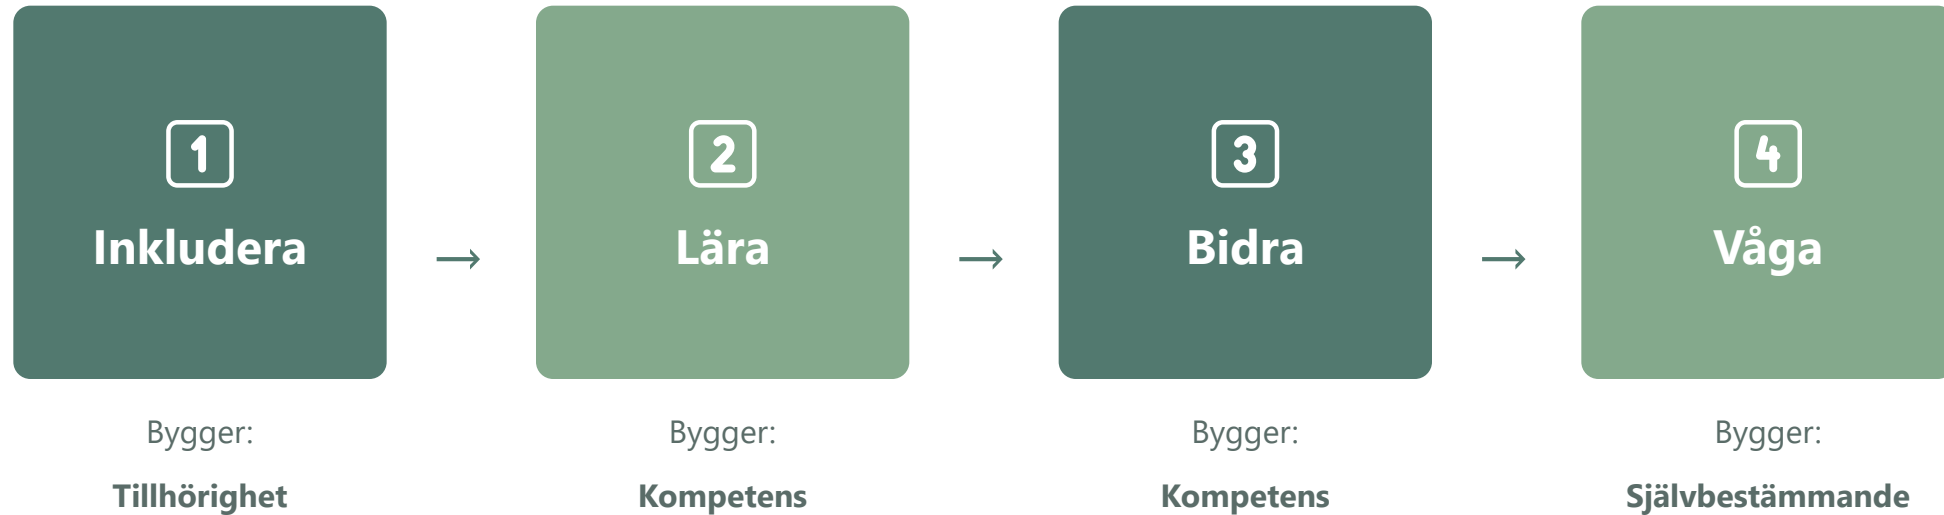 1
Inkludera
Bygger:
Tillhörighet
→
2
Lära
Bygger:
Kompetens
→
3
Bidra
Bygger:
Kompetens
→
4
Våga
Bygger:
Självbestämmande